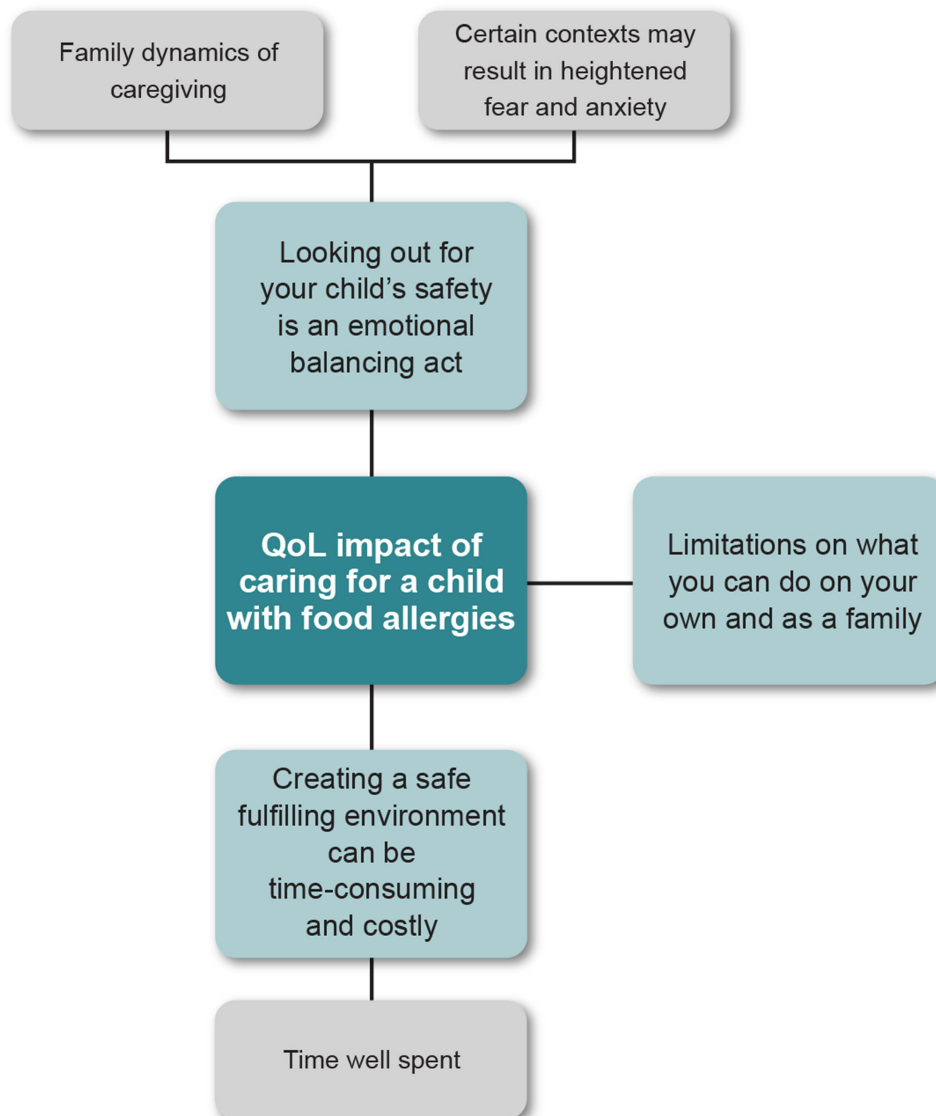 Family dynamics of
caregiving
Certain contexts may
result in heightened
fear and anxiety
Looking out for
your child’s safety
is an emotional
balancing act
QoL impact of
caring for a child
with food allergies
Limitations on what
you can do on your
own and as a family
Creating a safe
fulfilling environment
can be
time-consuming
and costly
Time well spent